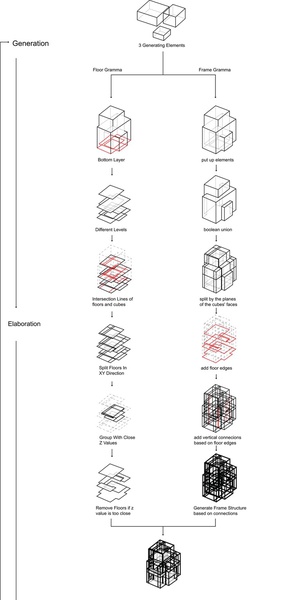 3 Generating Elements
Generation
Floor Gramma
Frame Gramma
Bottom Layer
put up elements
Different Levels
boolean union
Intersection Lines of
floors and cubes
split by the planes
of the cubes' faces
Elaboration
Split Floors In
XY Direction
add floor edges
Group With Close
Z Values
add vertical connecions
based on floor edges
Remove Floors if z
value is too close
Generate Frame Structure
based on connections